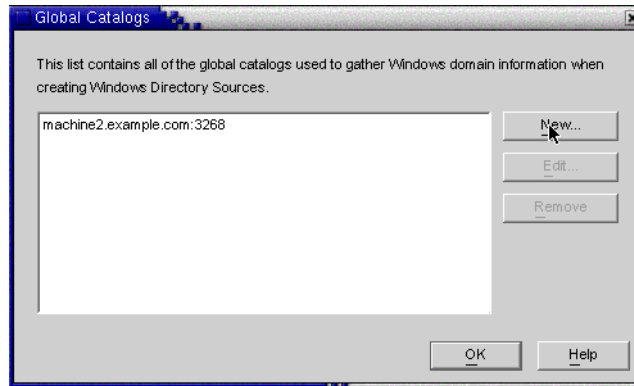 Global Catalogs
This list contains all of the global catalogs used to gather Windows domain information when
creating Windows Directory Sources.
machine2.example.com:3268
New...
Edit...
Remove
OK
Help